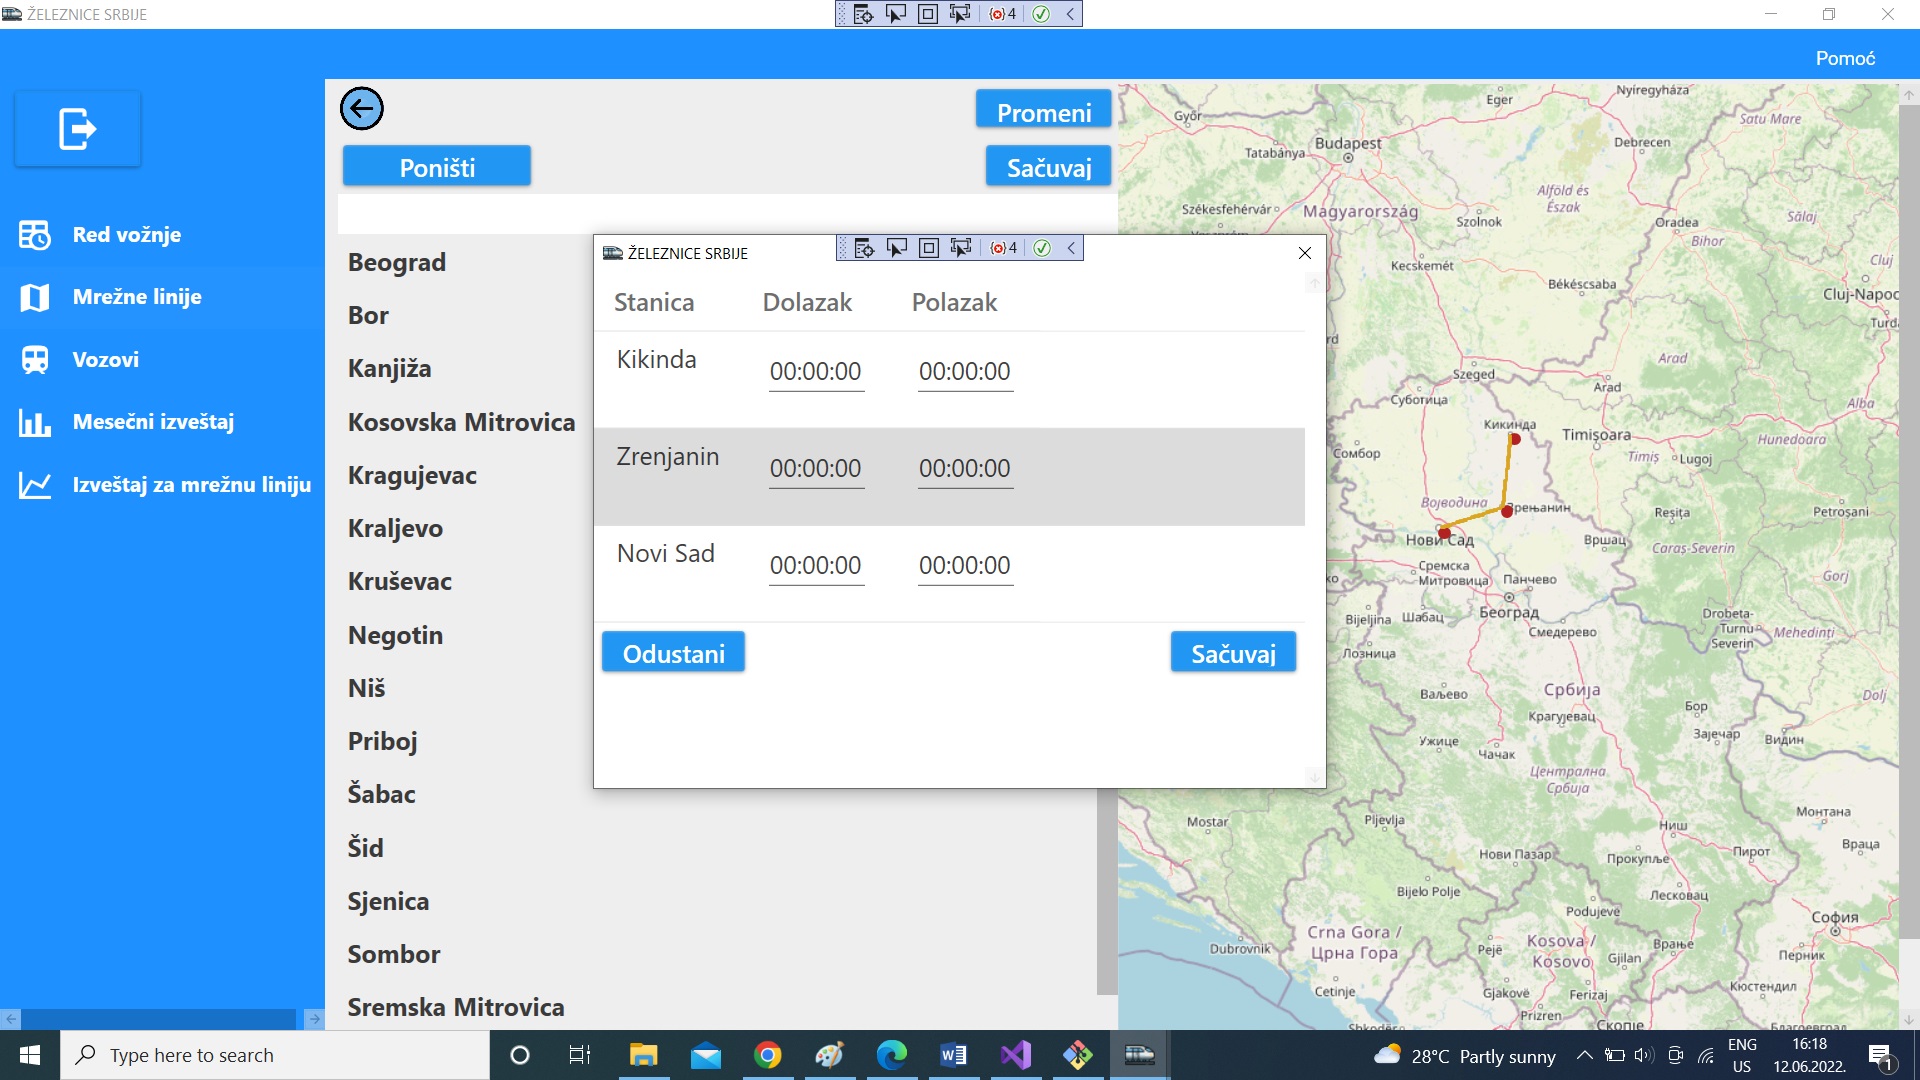 ŽELEZNICE SRBIJE
4
Pomoć
Red vožnje
Mrežne linije
Vozovi
Mesečni izveštaj
Izveštaj za mrežnu liniju
Promeni
Poništi
Sačuvaj
Beograd
Bor
Kanjiža
Kosovska Mitrovica
Kragujevac
Kraljevo
Kruševac
Negotin
Niš
Priboj
Šabac
Šid
Sjenica
Sombor
Sremska Mitrovica
ŽELEZNICE SRBIJE
4
Stanica Dolazak Polazak
Kikinda 00:00:00 00:00:00
Zrenjanin 00:00:00 00:00:00
Novi Sad 00:00:00 00:00:00
Odustani Sačuvaj
Nyíregyháza
Eger
Győr
Satu Mare
Budapest
Tatabánya
Debrecen
Alföld és
Észak
Székesfehérvár
Magyarország
Szolnok
Oradea
Sălaj
Bihor
Kecskemét
Cluj
Békéscsaba
Cluj-Napoc
Turda
Arad
Szeged
Arad
Суботица
Alba
Кикинда
Timișoara
Hunedoara
Сомбор
Timiș
Lugoj
Војводина
Зрењанин
Reșița
Petroșani
Нови Сад
Вршац
Caraș-Severin
Сремска
Митровица
Панчево
Gorj
Bijeljina
Шабац
Београд
Drobeta-
Turnu
Severin
Mehedinți
Смедерево
Лозница
Ваљево
Србија
Dolj
Бор
Крагујевац
Ужице
Чачак
Зајечар
Видин
Централна
Србија
Монтана
Mostar
Pljevlja
Ниш
Враца
Нови Пазар
Прокупље
Пирот
Bijelo Polje
Лесковац
Podujevë
София
Crna Gora /
Црна Гора
Dubrovnik
Pejë
Kosova /
Kosovo
Gjilan
Врање
Перник
Cetinje
Gjakovë
Ferizaj
Кюстендил
Prizren
Скопје
Благоевград
Shkodër
Type here to search
28°C Partly sunny
ENG
US
16:18
12.06.2022.
1